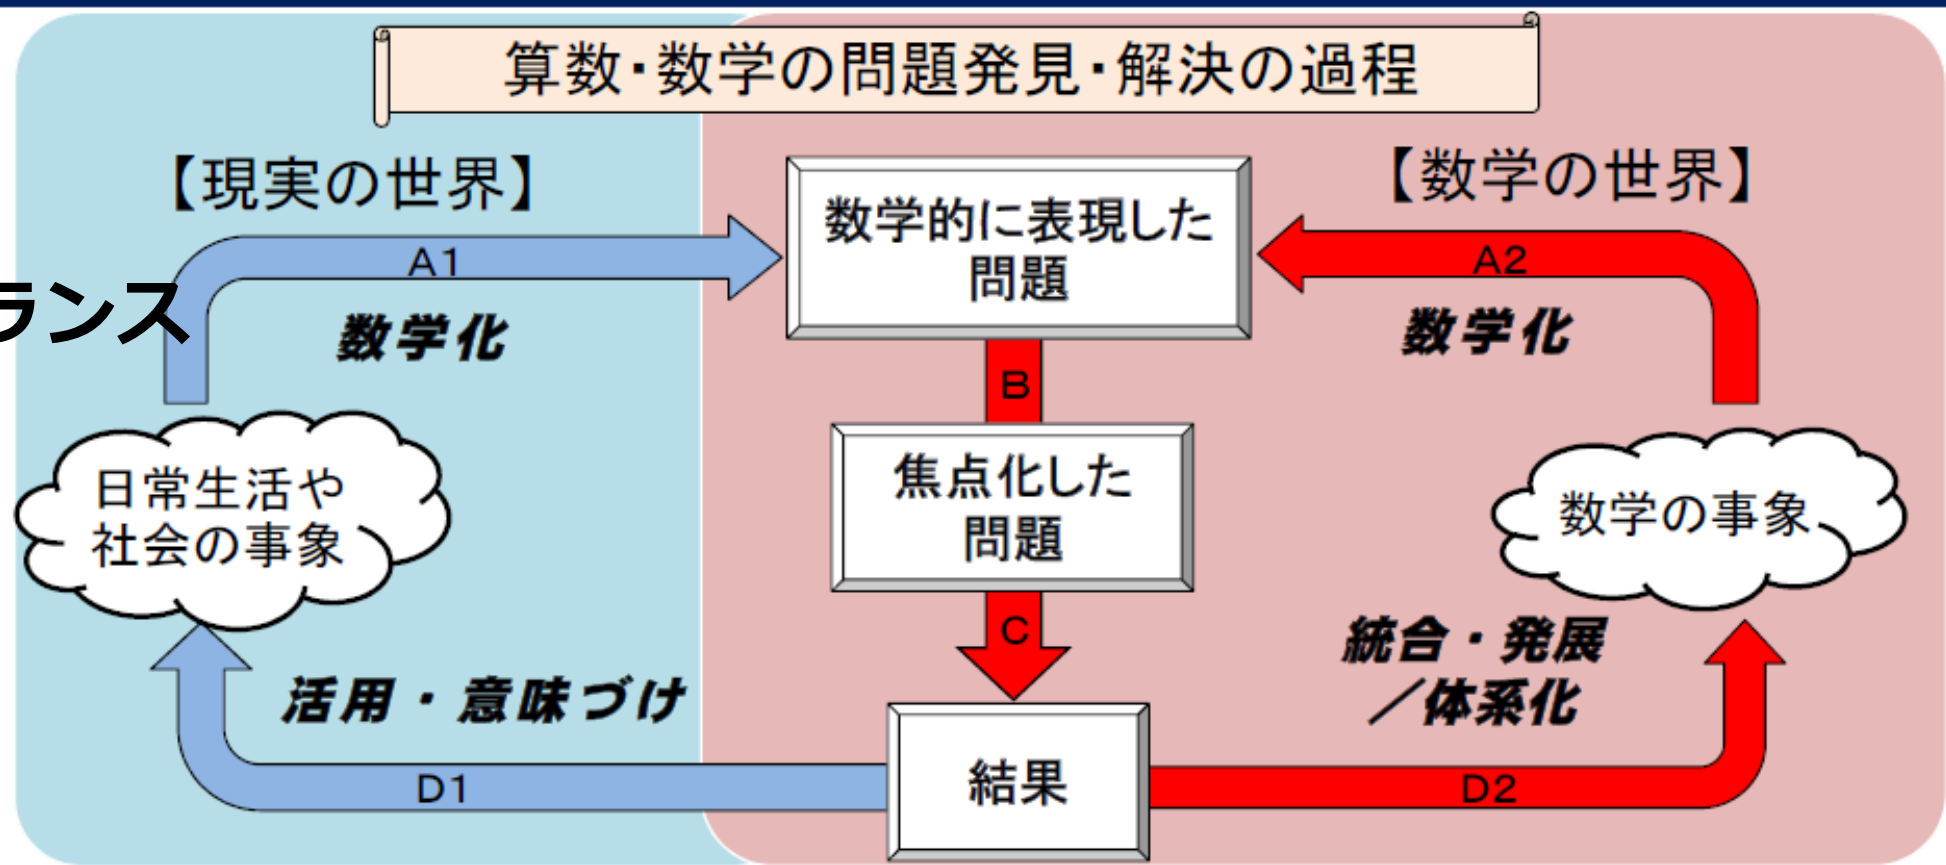 算数・数学の問題発見・解決の過程
【現実の世界】
【数学の世界】
数学的に表現した
問題
A1
A2
ランス
数学化
数学化
B
日常生活や
社会の事象
焦点化した
問題
数学の事象
C
活用・意味づけ
統合・発展
／体系化
結果
D1
D2